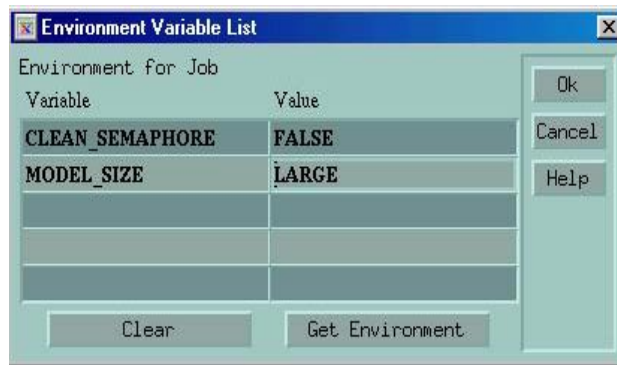 Environment Variable List
Environment for Job
Variable Value
CLEAN_SEMAPHORE FALSE
MODEL_SIZE LARGE
Clear Get Environment
Ok
Cancel
Help